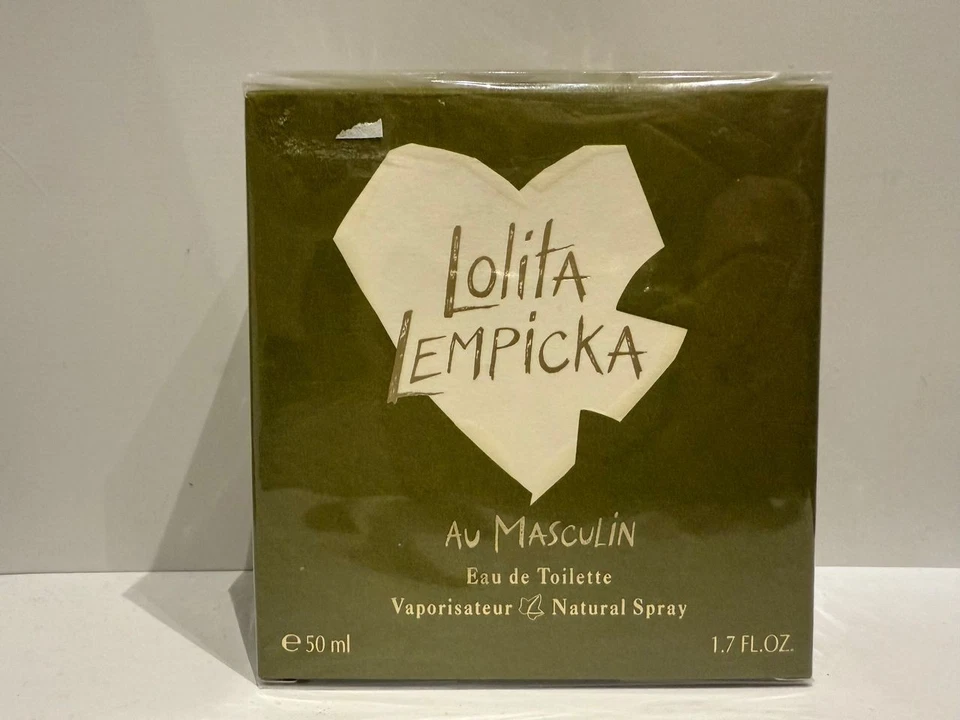 Lolita
LEMPICKA
AU MASCULIN
Eau de Toilette
Vaporisateur Natural Spray
℮ 50 ml 1.7 FL.OZ.